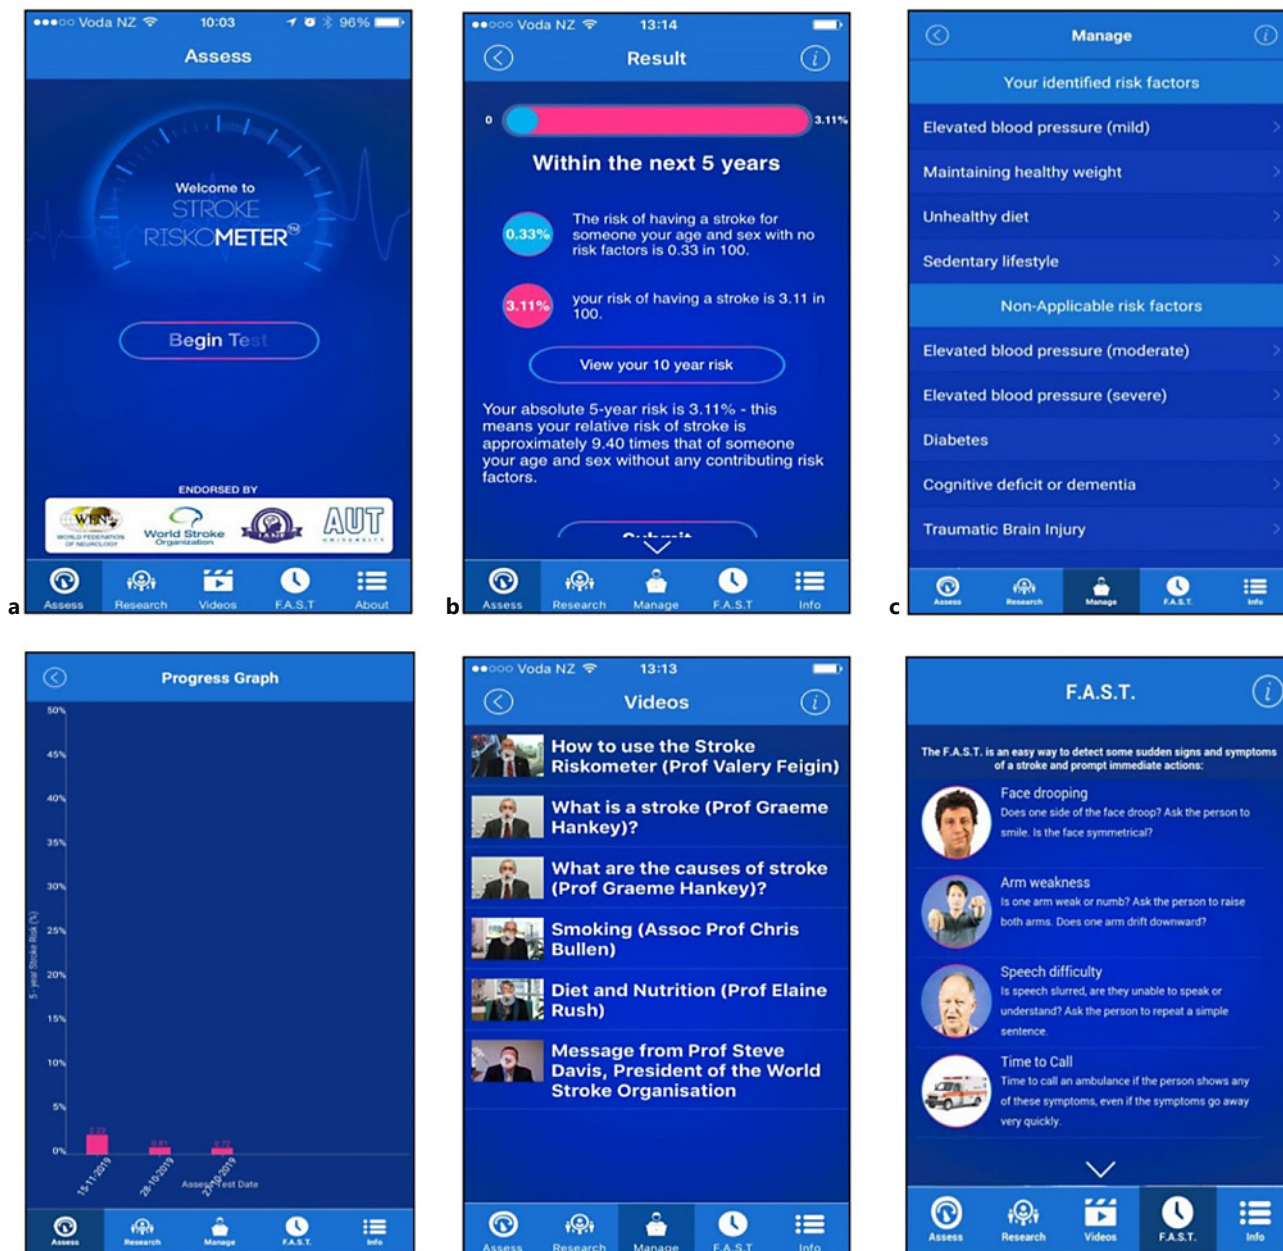 ●●●○○ Voda NZ 10:03 96%
Assess
Welcome to
STROKE
RISKOMETER™
Begin Test
ENDORSED BY
WFN
WORLD FEDERATION
OF NEUROLOGY
World Stroke
Organization
AUT
UNIVERSITY
Assess Research Videos F.A.S.T About
a
●●○○○ Voda NZ 13:14
Result
0 3.11%
Within the next 5 years
0.33%
The risk of having a stroke for
someone your age and sex with no
risk factors is 0.33 in 100.
3.11%
your risk of having a stroke is 3.11 in
100.
View your 10 year risk
Your absolute 5-year risk is 3.11% - this
means your relative risk of stroke is
approximately 9.40 times that of someone
your age and sex without any contributing risk
factors.
Submit
Assess Research Manage F.A.S.T Info
b
Manage
Your identified risk factors
Elevated blood pressure (mild)
Maintaining healthy weight
Unhealthy diet
Sedentary lifestyle
Non-Applicable risk factors
Elevated blood pressure (moderate)
Elevated blood pressure (severe)
Diabetes
Cognitive deficit or dementia
Traumatic Brain Injury
Assess Research Manage F.A.S.T. Info
c
Progress Graph
50%
45%
40%
35%
30%
25%
20%
15%
10%
5%
0%
5 - year Stroke Risk (%)
0.81 0.72
15-11-2019 28-10-2019 27-10-2019
Assess Test Date
Assess Research Manage F.A.S.T. Info
●●○○○ Voda NZ 13:13
Videos
How to use the Stroke
Riskometer (Prof Valery Feigin)
What is a stroke (Prof Graeme
Hankey)?
What are the causes of stroke
(Prof Graeme Hankey)?
Smoking (Assoc Prof Chris
Bullen)
Diet and Nutrition (Prof Elaine
Rush)
Message from Prof Steve
Davis, President of the World
Stroke Organisation
Assess Research Manage F.A.S.T Info
F.A.S.T.
The F.A.S.T. is an easy way to detect some sudden signs and symptoms
of a stroke and prompt immediate actions:
Face drooping
Does one side of the face droop? Ask the person to
smile. Is the face symmetrical?
Arm weakness
Is one arm weak or numb? Ask the person to raise
both arms. Does one arm drift downward?
Speech difficulty
Is speech slurred, are they unable to speak or
understand? Ask the person to repeat a simple
sentence.
Time to Call
Time to call an ambulance if the person shows any
of these symptoms, even if the symptoms go away
very quickly.
Assess Research Videos F.A.S.T. Info